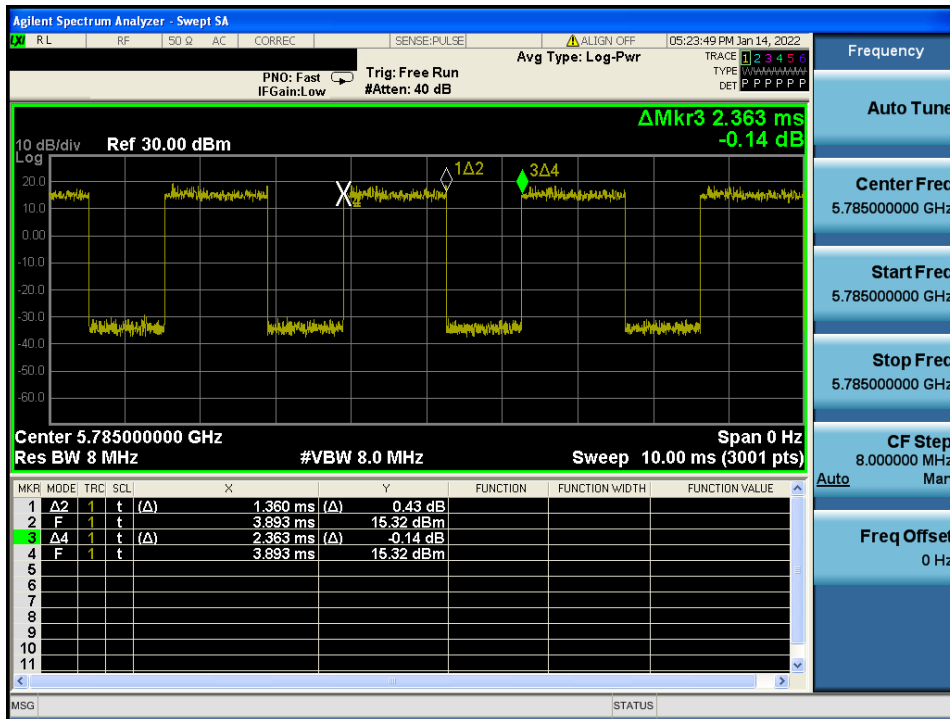 Agilent Spectrum Analyzer - Swept SA
LXI RL RF 50 Ω AC CORREC SENSE:PULSE ALIGN OFF 05:23:49 PM Jan 14, 2022
PNO: Fast
IFGain:Low
Trig: Free Run
#Atten: 40 dB
Avg Type: Log-Pwr
TRACE 1 2 3 4 5 6
TYPE
DET P P P P P P
ΔMkr3 2.363 ms
-0.14 dB
10 dB/div Ref 30.00 dBm
Log
1Δ2
3Δ4
X
20.0
10.0
0.00
-10.0
-20.0
-30.0
-40.0
-50.0
-60.0
Center 5.785000000 GHz Span 0 Hz
Res BW 8 MHz #VBW 8.0 MHz Sweep 10.00 ms (3001 pts)
MKR MODE TRC SCL X Y FUNCTION FUNCTION WIDTH FUNCTION VALUE
1 Δ2 1 t (Δ) 1.360 ms (Δ) 0.43 dB
2 F 1 t 3.893 ms 15.32 dBm
3 Δ4 1 t (Δ) 2.363 ms (Δ) -0.14 dB
4 F 1 t 3.893 ms 15.32 dBm
5
6
7
8
9
10
11
MSG STATUS
Frequency
Auto Tune
Center Freq
5.785000000 GHz
Start Freq
5.785000000 GHz
Stop Freq
5.785000000 GHz
CF Step
8.000000 MHz
Auto Man
Freq Offset
0 Hz